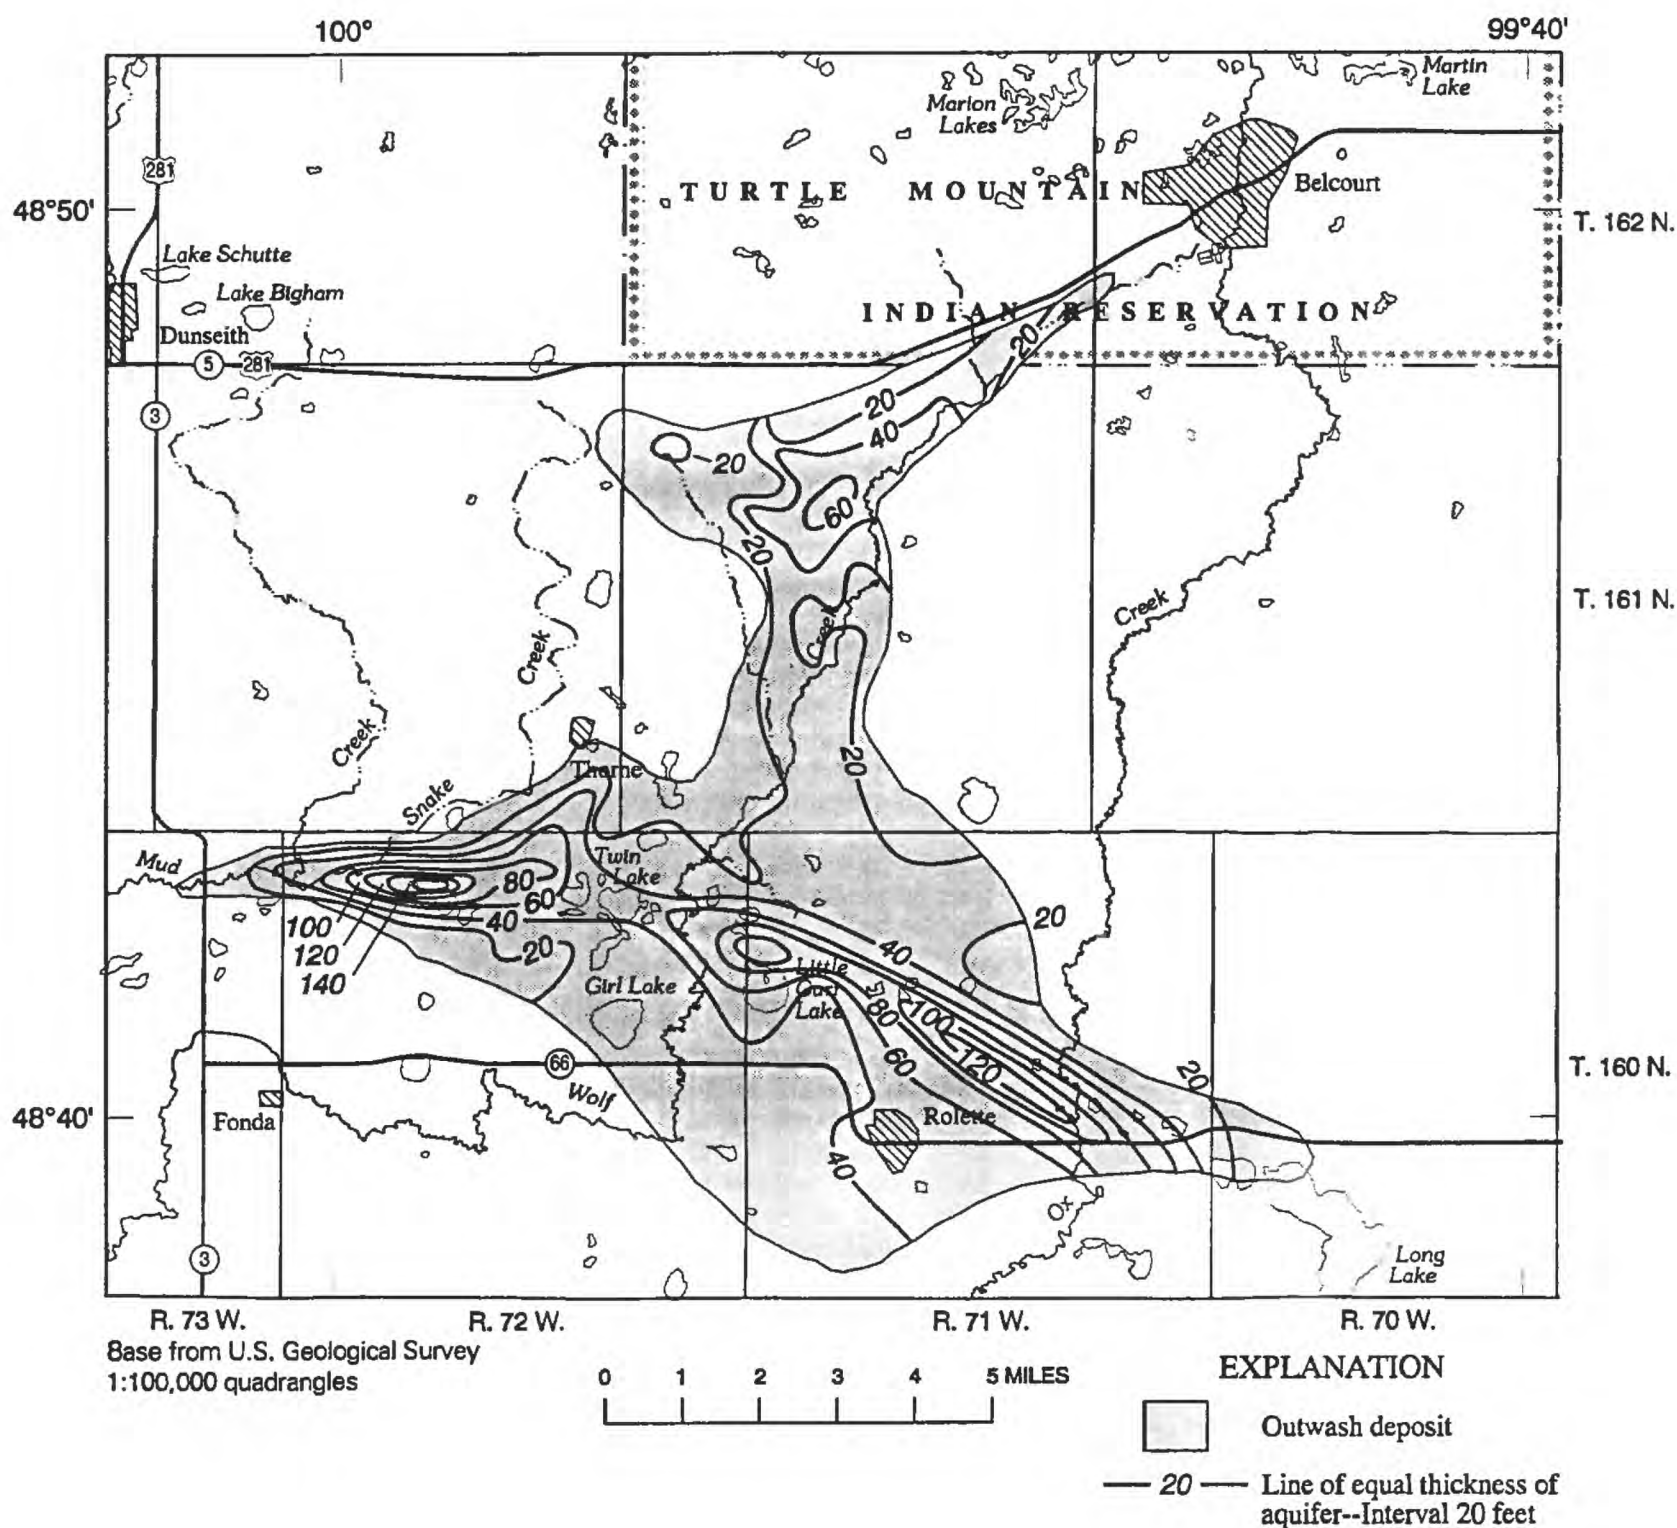 100°
99°40'
Martin
Lake
Marion
Lakes
281
TURTLE MOUNTAIN
Belcourt
48°50'
T. 162 N.
Lake Schutte
Lake Bigham
INDIAN RESERVATION
Dunseith
20
5
281
3
20
40
20
60
20
Creek
T. 161 N.
Creek
Creek
Creek
20
Thorne
Snake
Mud
Twin
Lake
80
60
40
20
100
120
140
20
40
Little
Gurl
Lake
Girl Lake
80
100
60
120
20
66
T. 160 N.
Wolf
48°40'
Fonda
Rolette
40
Ox
3
Long
Lake
R. 73 W.
R. 72 W.
R. 71 W.
R. 70 W.
Base from U.S. Geological Survey
1:100,000 quadrangles
0 1 2 3 4 5 MILES
EXPLANATION
Outwash deposit
20
Line of equal thickness of
aquifer--Interval 20 feet